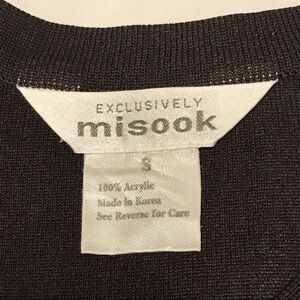 EXCLUSIVELY
misook
S
100% Acrylic
Made in Korea
See Reverse for Care